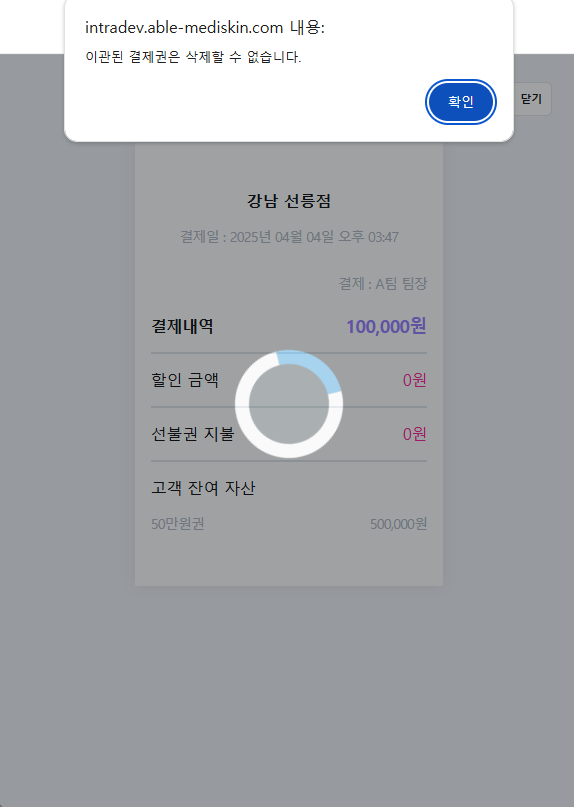 intradev.able-mediskin.com 내용:
이관된 결제권은 삭제할 수 없습니다.
확인
닫기
강남 선릉점
결제일 : 2025년 04월 04일 오후 03:47
결제 : A팀 팀장
결제내역 100,000원
할인 금액 0원
선불권 지불 0원
고객 잔여 자산
50만원권 500,000원